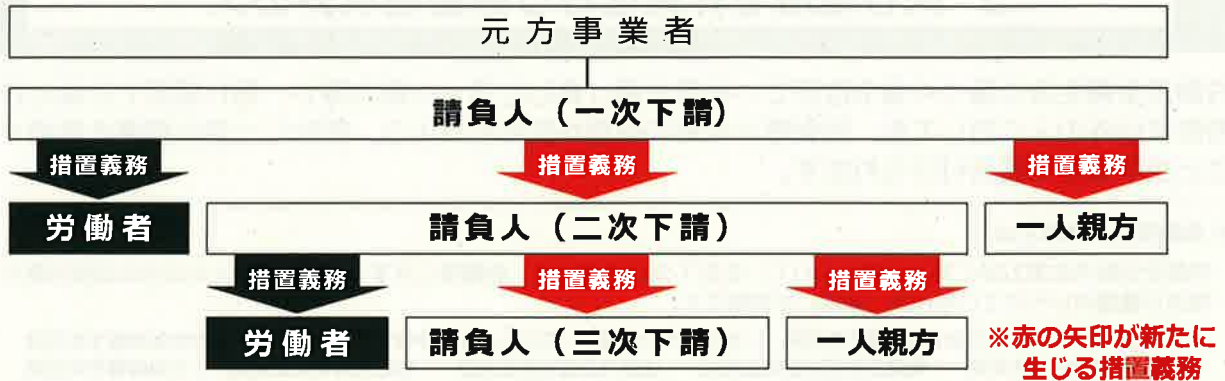 元方事業者
請負人（一次下請）
措置義務 措置義務 措置義務
労働者 請負人（二次下請） 一人親方
措置義務 措置義務 措置義務
労働者 請負人（三次下請） 一人親方
※赤の矢印が新たに
生じる措置義務